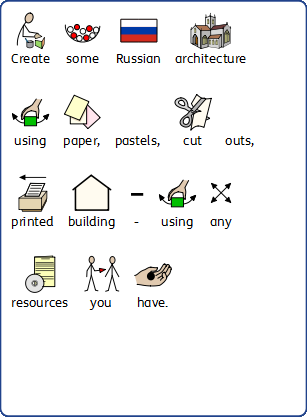 Create some Russian architecture
using paper, pastels, cut outs,
printed building - using any
resources you have.